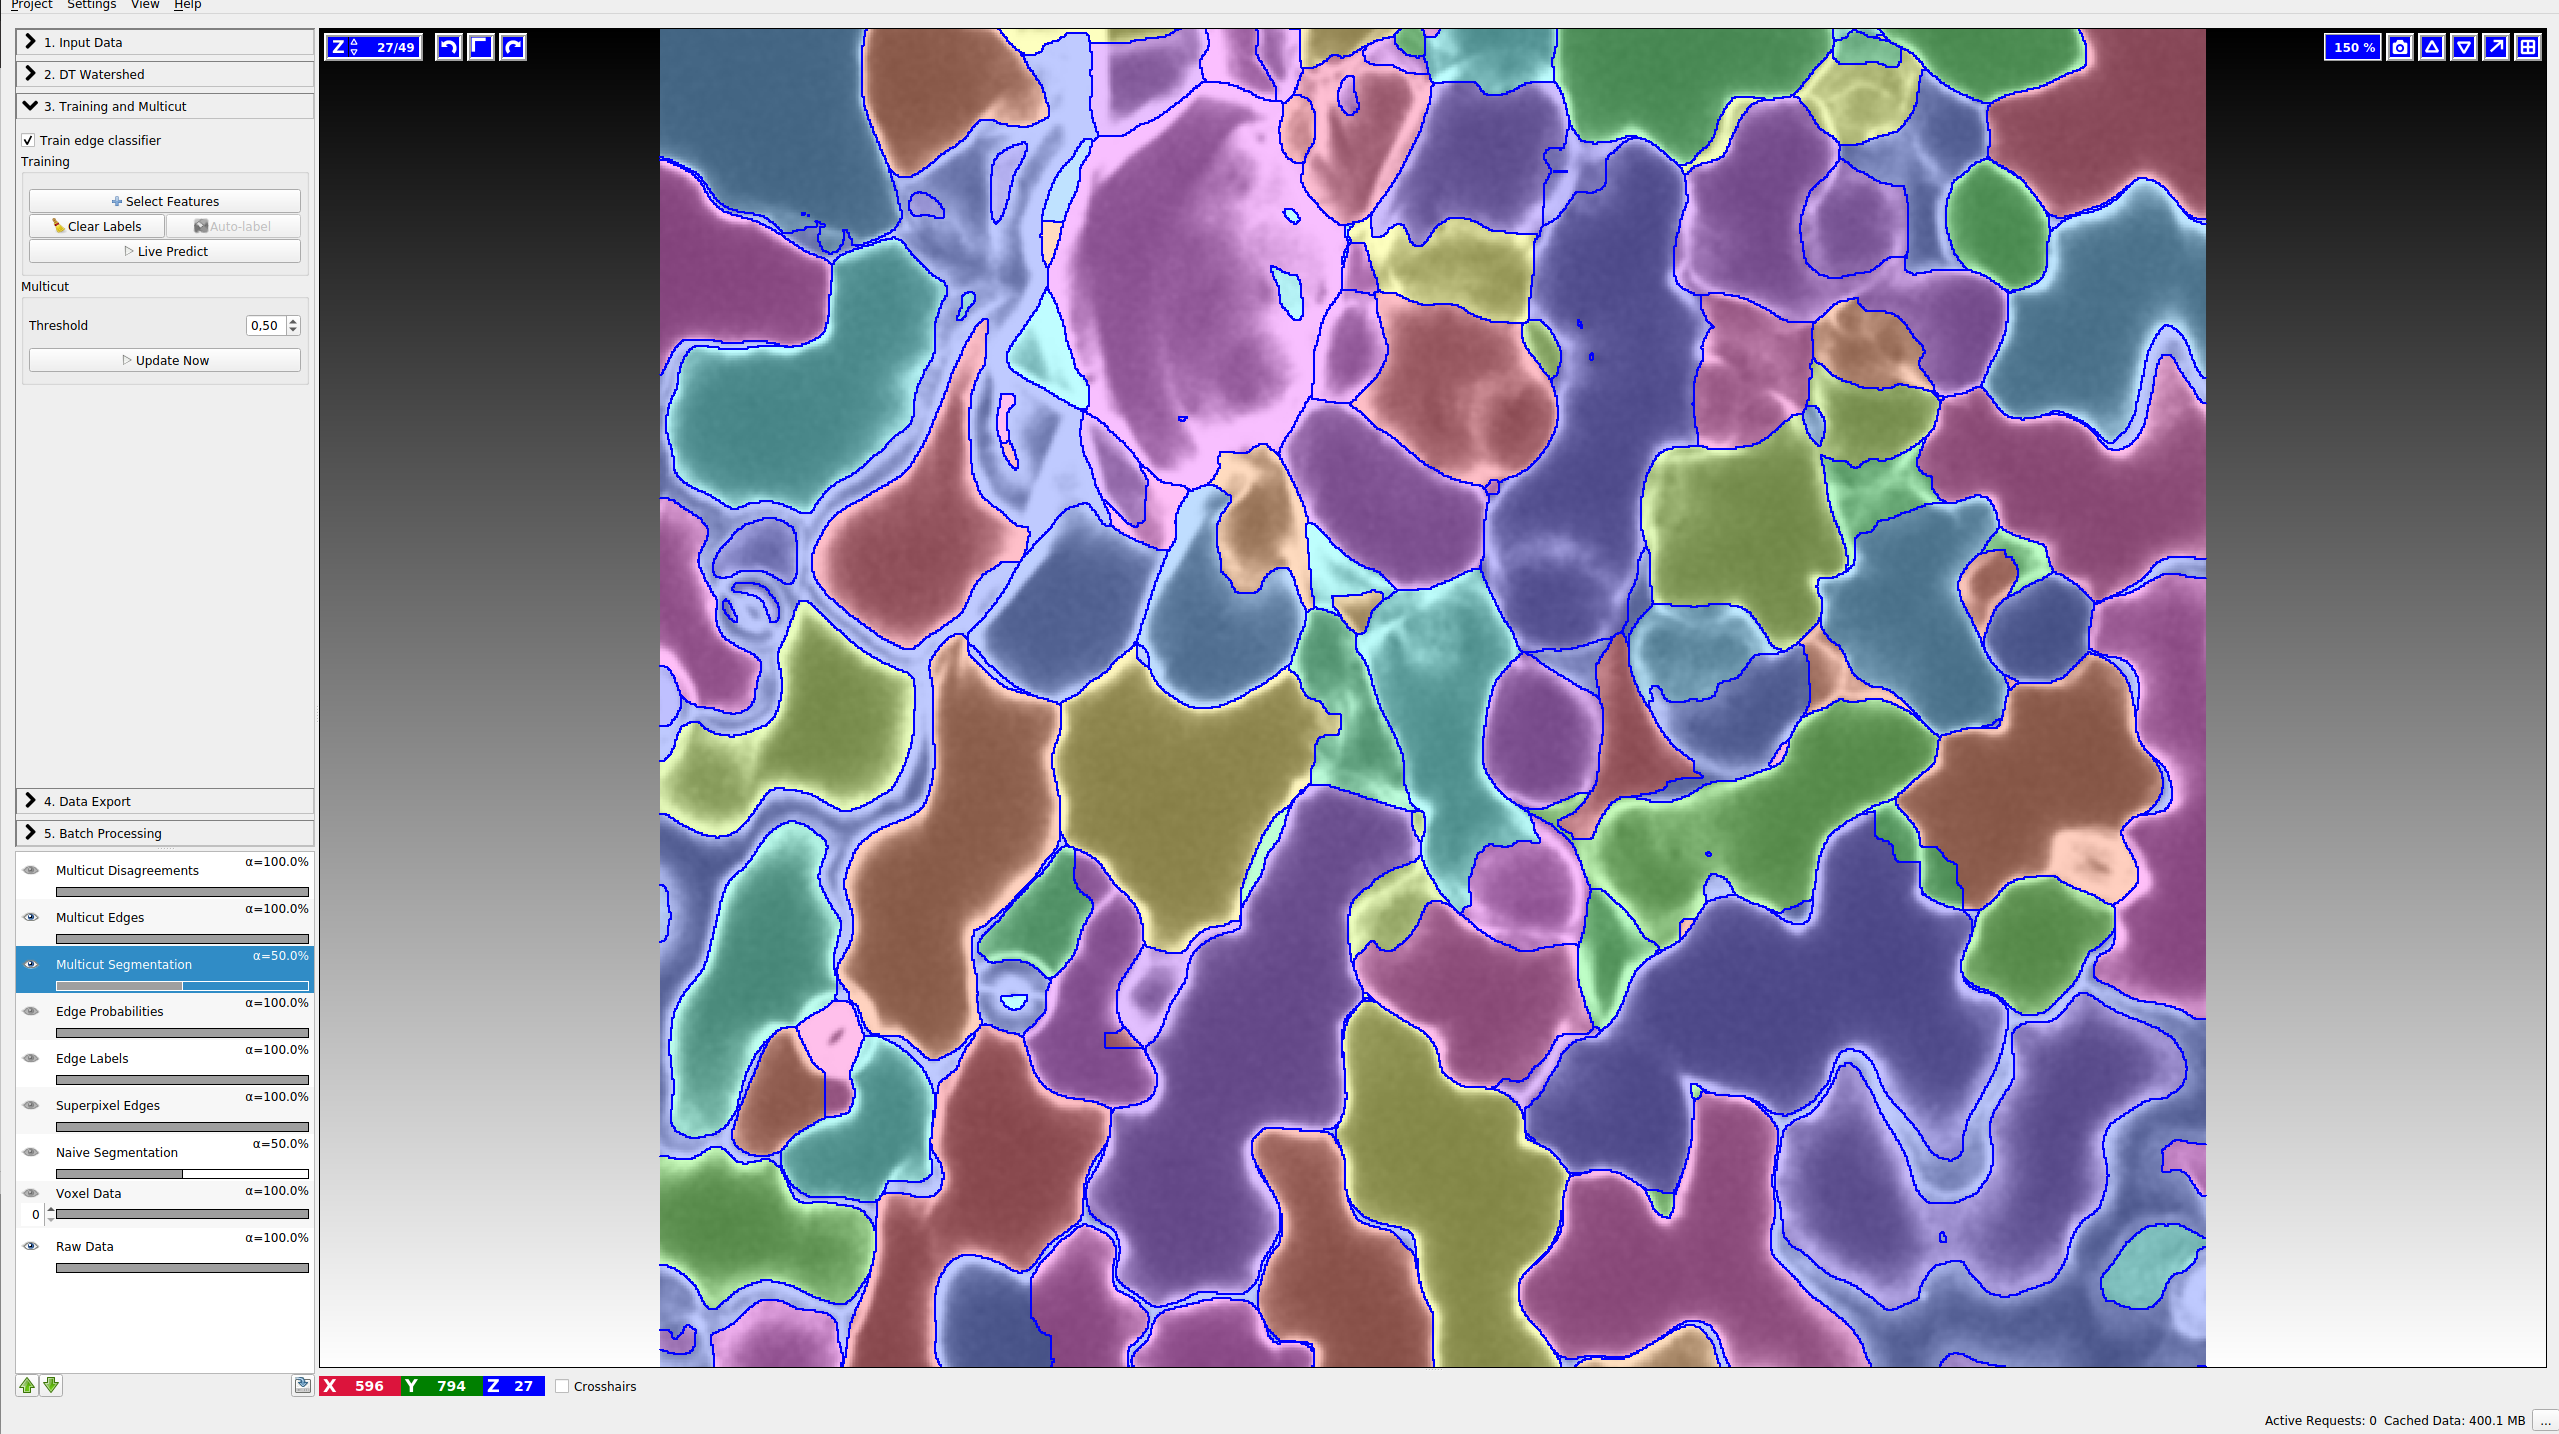 Project Settings View Help
1. Input Data
2. DT Watershed
3. Training and Multicut
Train edge classifier
Training
Select Features
Clear Labels Auto-label
Live Predict
Multicut
Threshold 0,50
Update Now
4. Data Export
5. Batch Processing
Multicut Disagreements α=100.0%
Multicut Edges α=100.0%
Multicut Segmentation α=50.0%
Edge Probabilities α=100.0%
Edge Labels α=100.0%
Superpixel Edges α=100.0%
Naive Segmentation α=50.0%
Voxel Data α=100.0%
0
Raw Data α=100.0%
Z 27/49
150 %
X 596 Y 794 Z 27 Crosshairs
Active Requests: 0 Cached Data: 400.1 MB ...